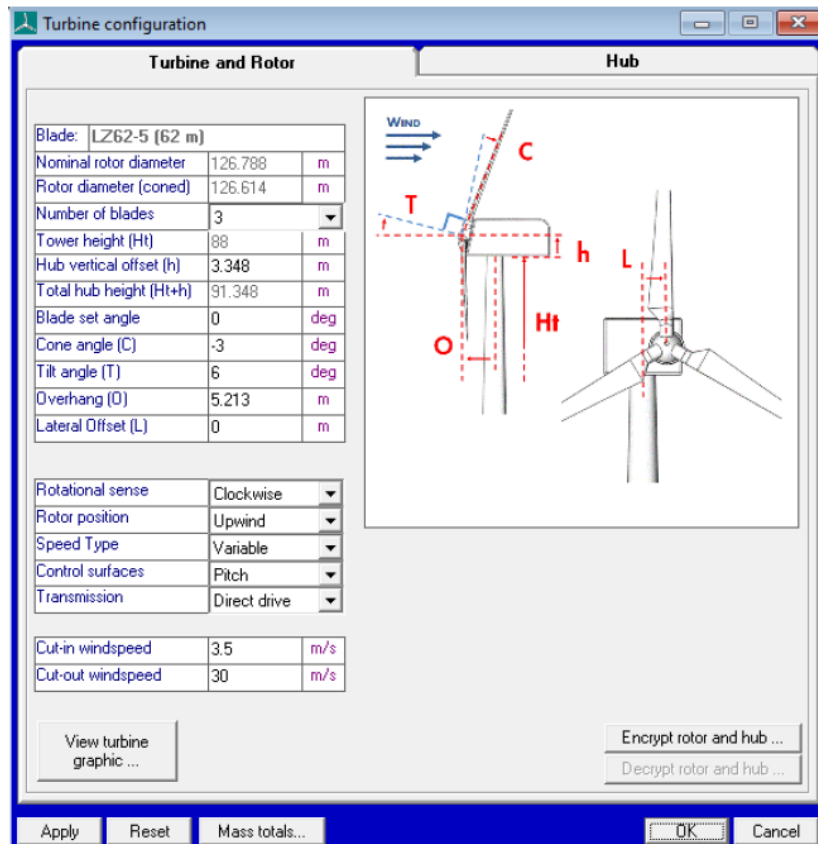 Turbine configuration
Turbine and Rotor
Hub
Blade: LZ62-5 (62 m)
Nominal rotor diameter 126.788 m
Rotor diameter (coned) 126.614 m
Number of blades 3
Tower height (Ht) 88 m
Hub vertical offset (h) 3.348 m
Total hub height (Ht+h) 91.348 m
Blade set angle 0 deg
Cone angle (C) -3 deg
Tilt angle (T) 6 deg
Overhang (O) 5.213 m
Lateral Offset (L) 0 m
Rotational sense Clockwise
Rotor position Upwind
Speed Type Variable
Control surfaces Pitch
Transmission Direct drive
Cut-in windspeed 3.5 m/s
Cut-out windspeed 30 m/s
WIND
C
T
h
L
Ht
O
View turbine
graphic ...
Encrypt rotor and hub ...
Decrypt rotor and hub ...
Apply Reset Mass totals... OK Cancel